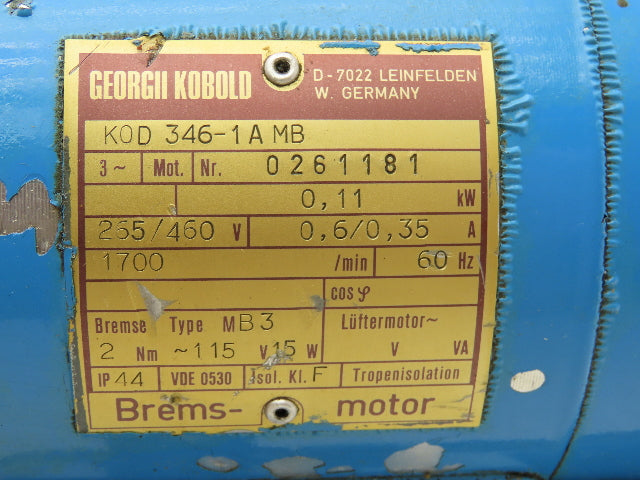 GEORGII KOBOLD
D-7022 LEINFELDEN
W. GERMANY
KOD 346-1 A MB
3~ Mot. Nr. 0261181
0,11 kW
265/460 V 0,6/0,35 A
1700 /min 60 Hz
cos φ
Bremse Type MB3 Lüftermotor~
2 Nm ~115 V 15 W V VA
IP 44 VDE 0530 Isol. Kl. F Tropenisolation
Brems- motor